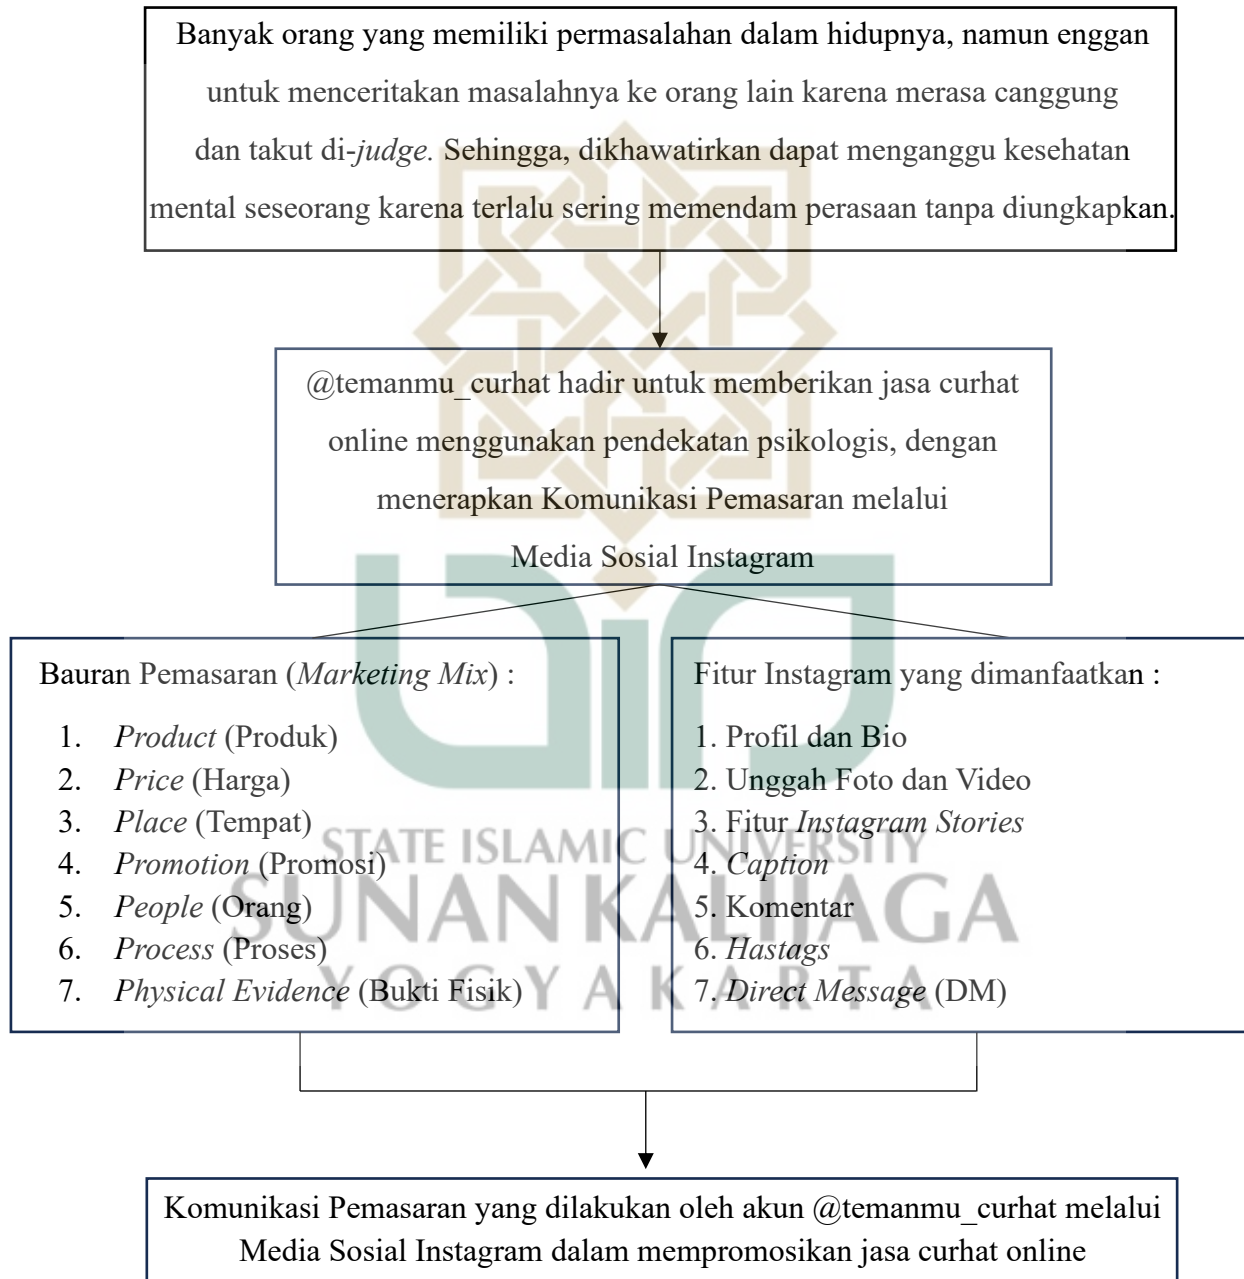 Banyak orang yang memiliki permasalahan dalam hidupnya, namun enggan
untuk menceritakan masalahnya ke orang lain karena merasa canggung
dan takut di-judge. Sehingga, dikhawatirkan dapat menganggu kesehatan
mental seseorang karena terlalu sering memendam perasaan tanpa diungkapkan.
@temanmu_curhat hadir untuk memberikan jasa curhat
online menggunakan pendekatan psikologis, dengan
menerapkan Komunikasi Pemasaran melalui
Media Sosial Instagram
Bauran Pemasaran (Marketing Mix) :
1. Product (Produk)
2. Price (Harga)
3. Place (Tempat)
4. Promotion (Promosi)
5. People (Orang)
6. Process (Proses)
7. Physical Evidence (Bukti Fisik)
Fitur Instagram yang dimanfaatkan :
1. Profil dan Bio
2. Unggah Foto dan Video
3. Fitur Instagram Stories
4. Caption
5. Komentar
6. Hastags
7. Direct Message (DM)
STATE ISLAMIC UNIVERSITY
SUNAN KALIJAGA
YOGYAKARTA
Komunikasi Pemasaran yang dilakukan oleh akun @temanmu_curhat melalui
Media Sosial Instagram dalam mempromosikan jasa curhat online